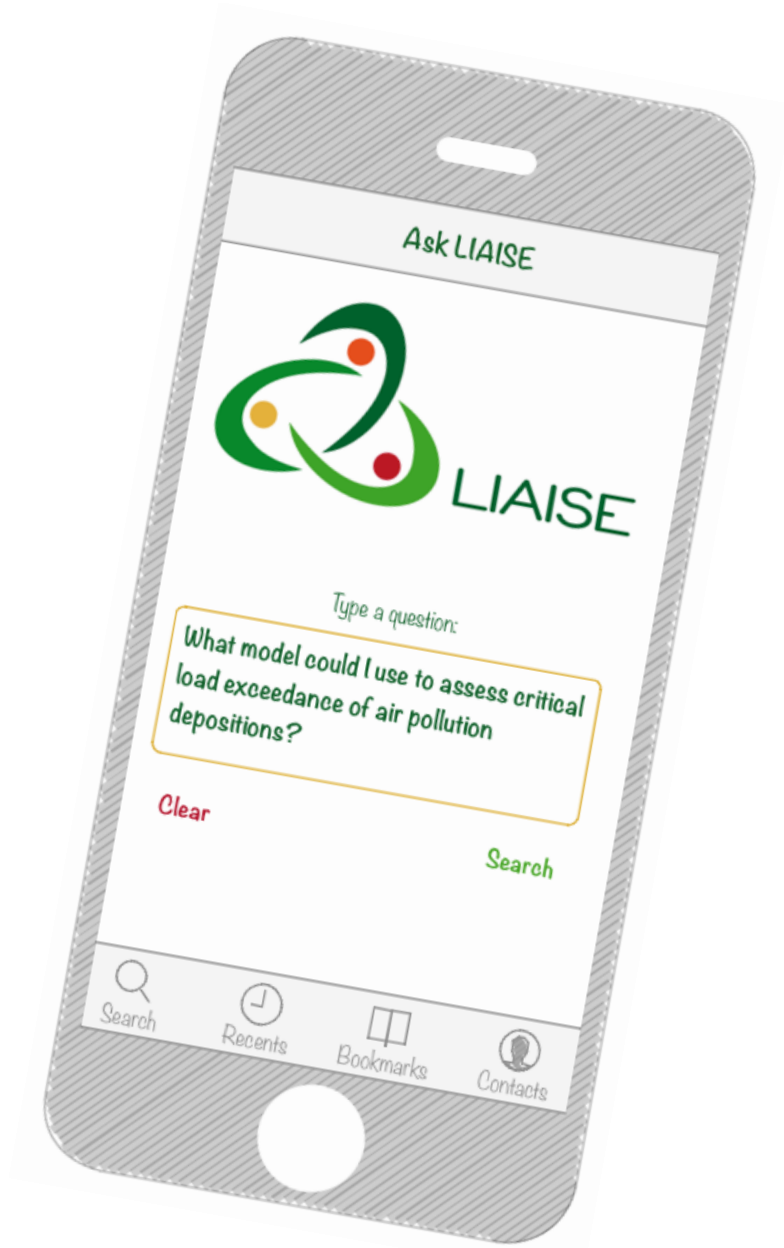 Ask LIAISE
LIAISE
Type a question:
What model could I use to assess critical
load exceedance of air pollution
depositions?
Clear
Search
Search
Recents
Bookmarks
Contacts